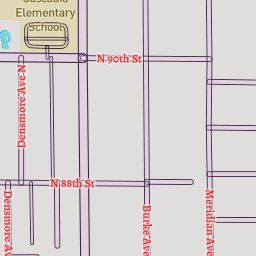 Cascadia
Elementary
School
N 90th St
Densmore Ave N
N 88th St
Densmore Av
Burke Ave
Meridian Ave